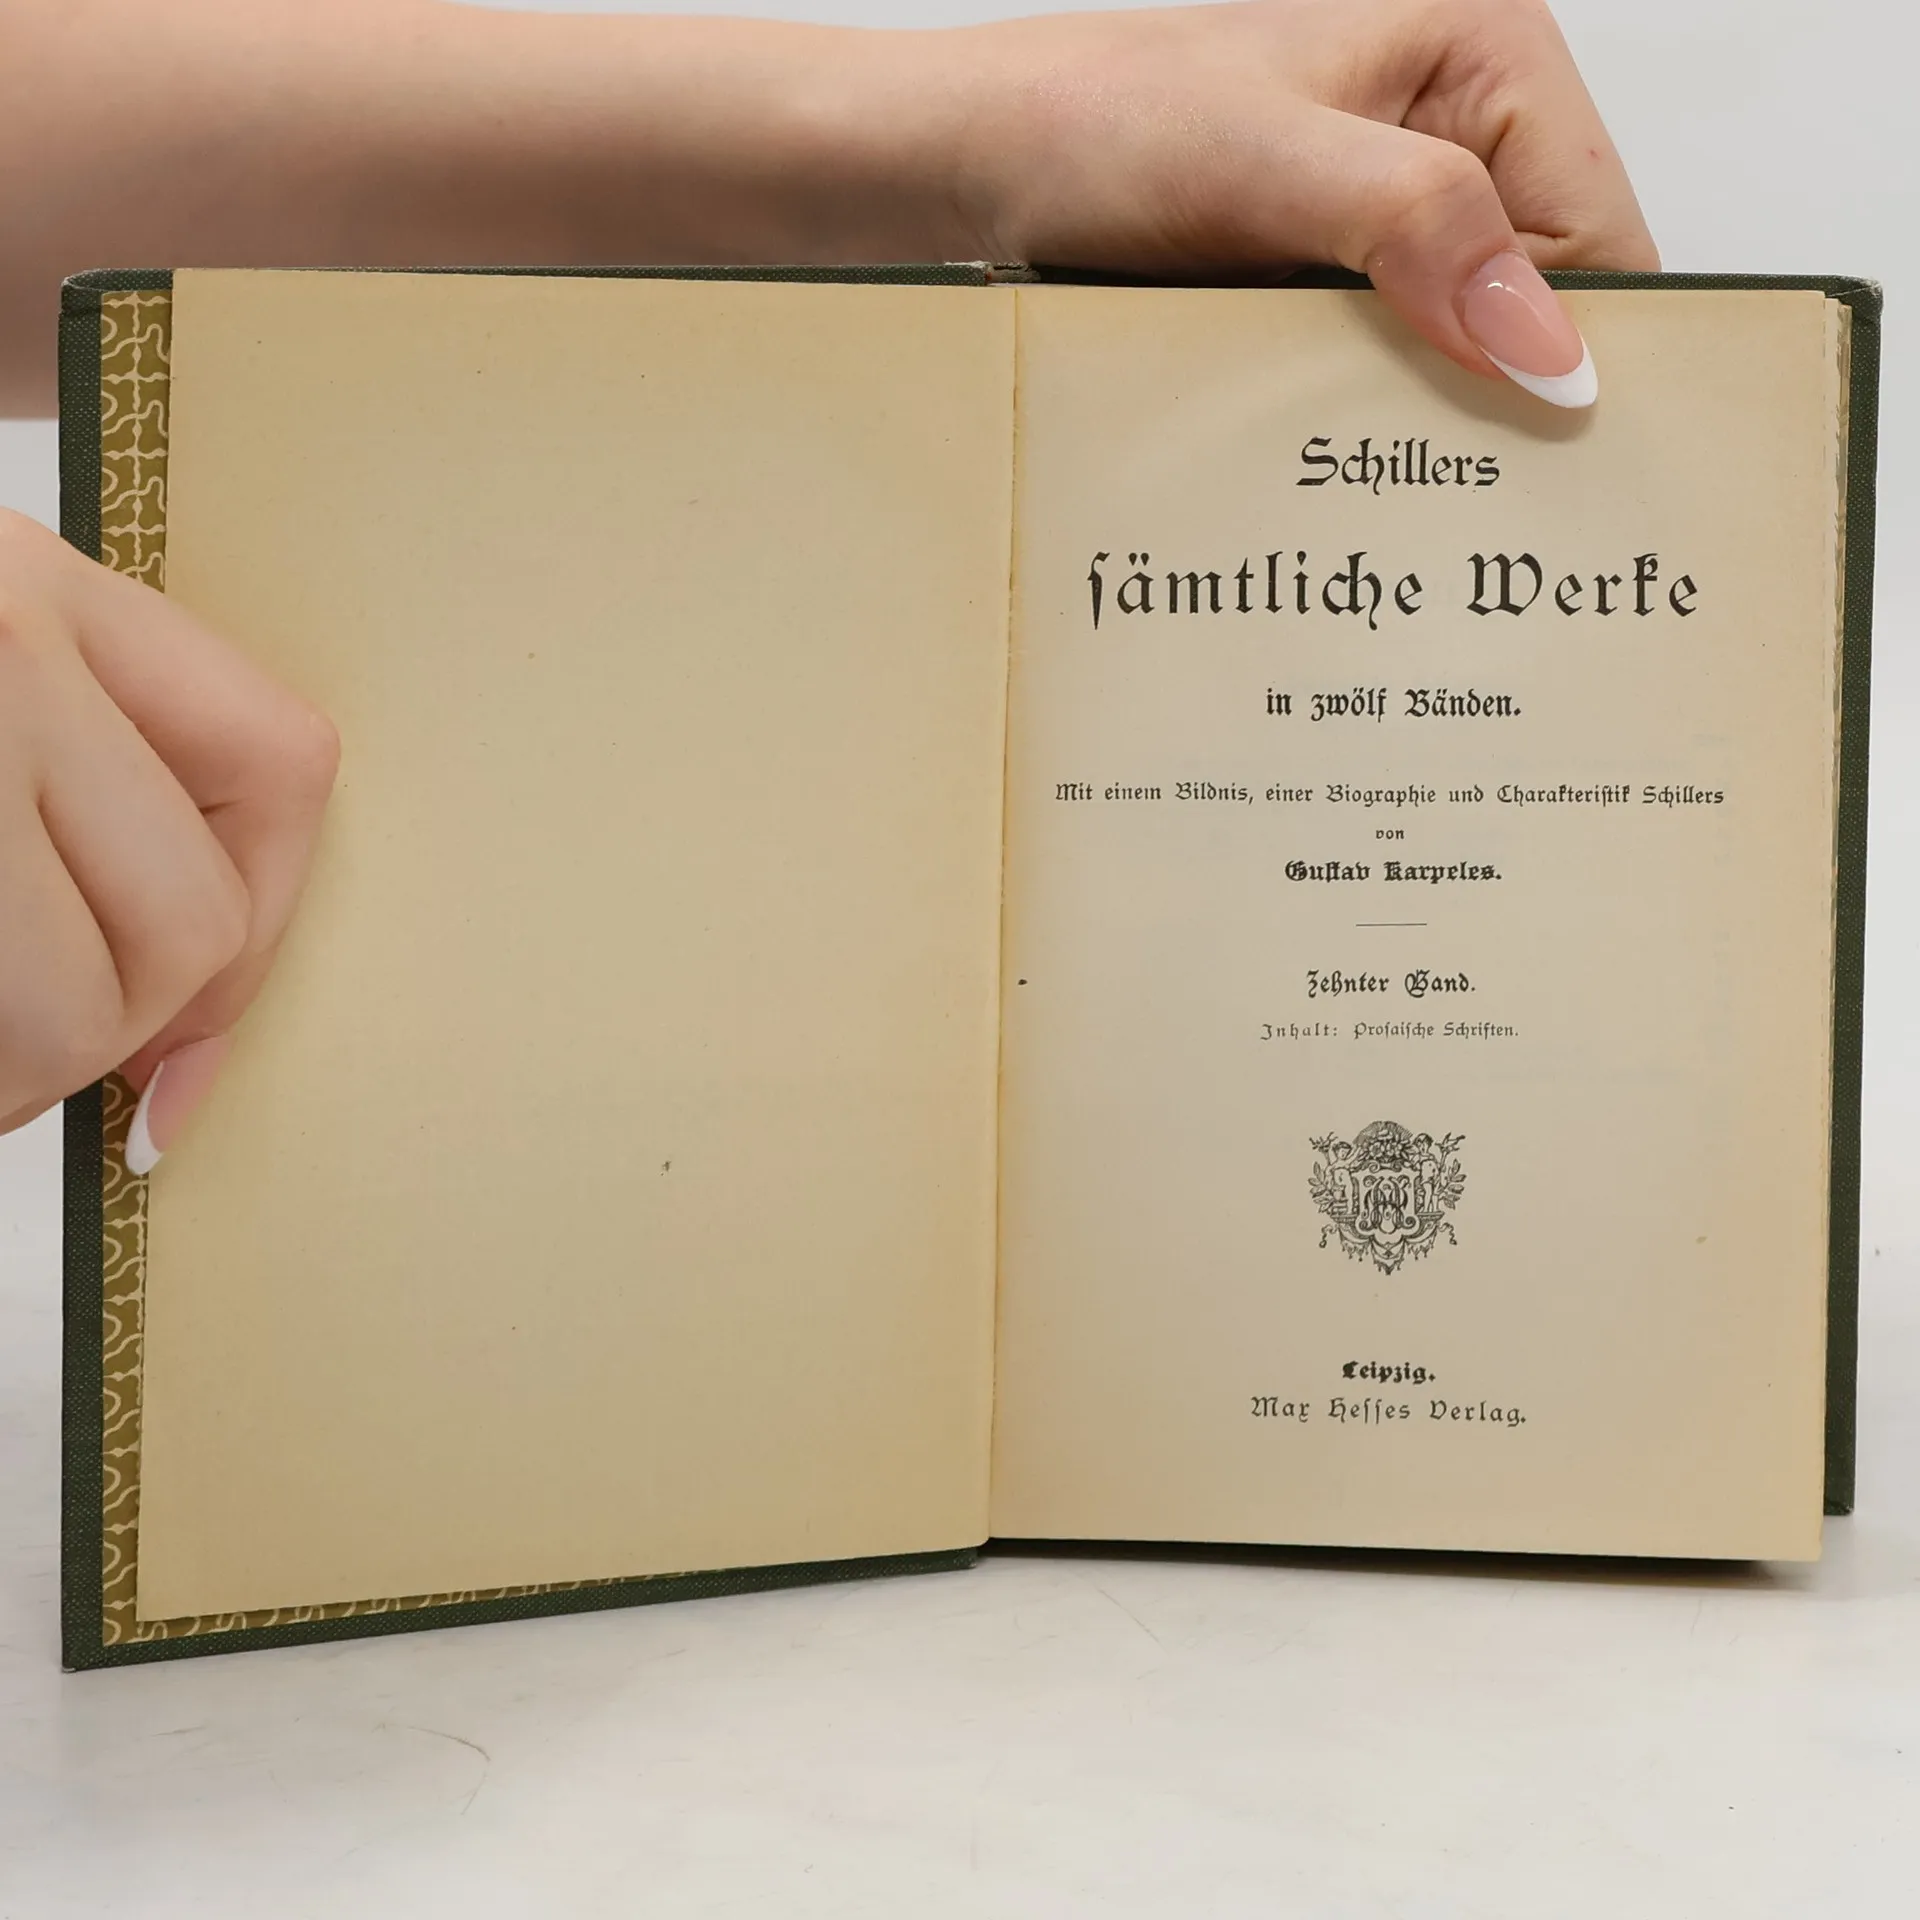 Schillers
ſämtliche Werke
in zwölf Bänden.
Mit einem Bildnis, einer Biographie und Charakteriſtik Schillers
von
Guſtav Karpeles.
Zehnter Band.
Inhalt: Proſaiſche Schriften.
Leipzig.
Max Heſſes Verlag.